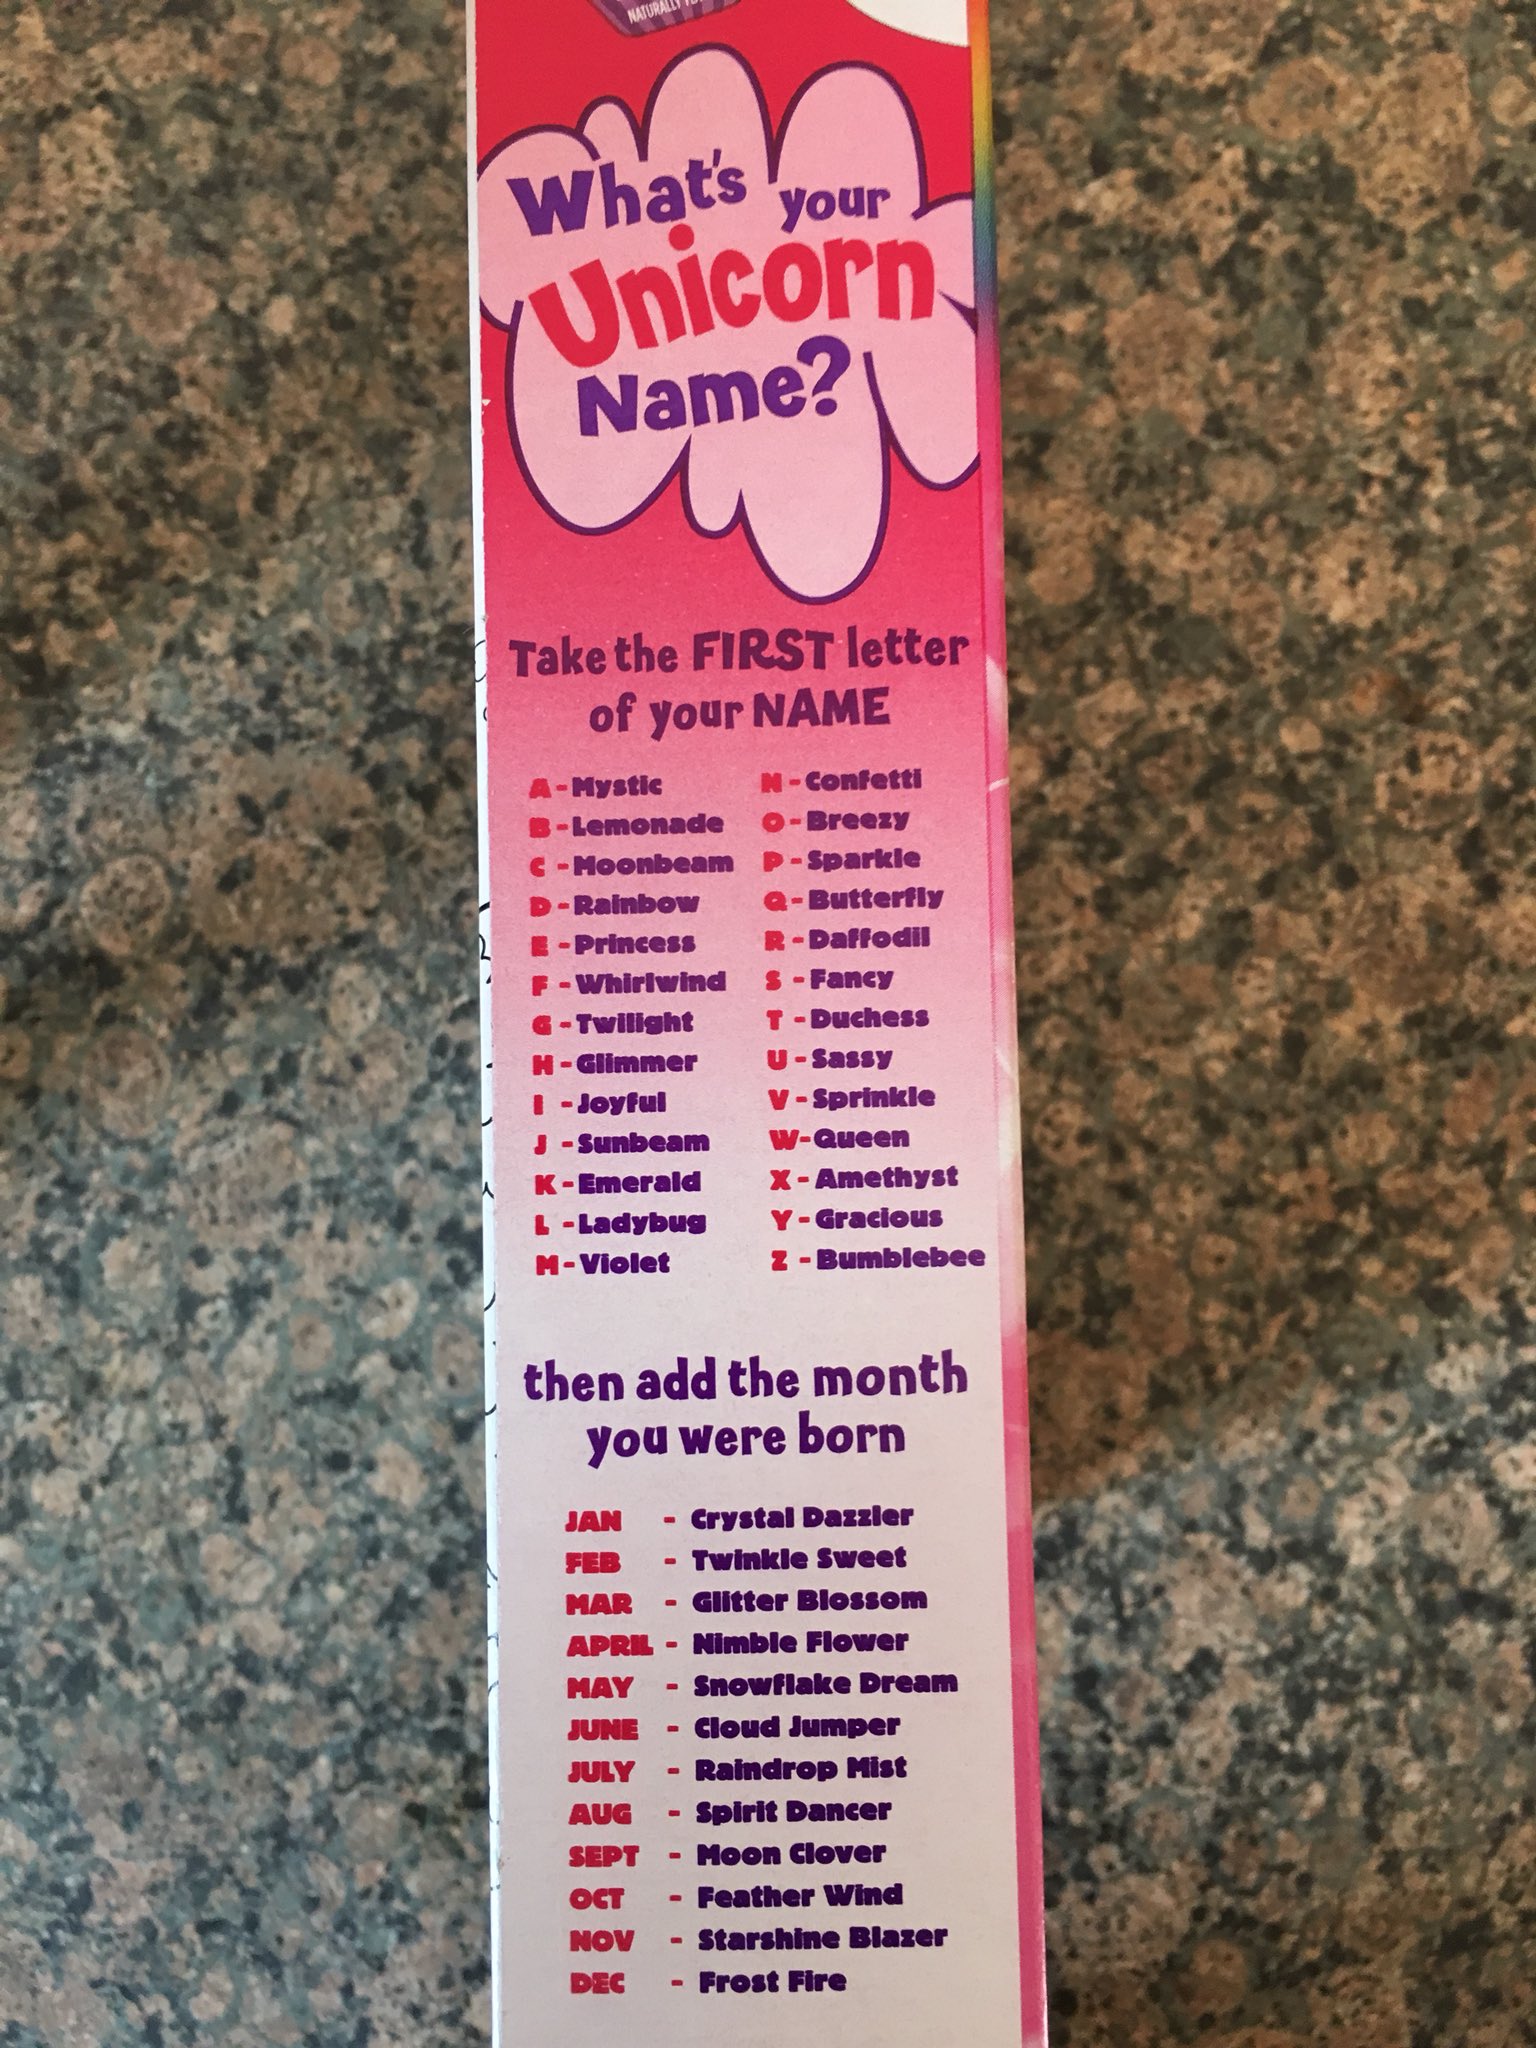 NATURALLY
What's your
Unicorn
Name?
Take the FIRST letter
of your NAME
A - Mystic
B - Lemonade
C - Moonbeam
D - Rainbow
E - Princess
F - Whirlwind
G - Twilight
H - Glimmer
I - Joyful
J - Sunbeam
K - Emerald
L - Ladybug
M - Violet
N - Confetti
O - Breezy
P - Sparkle
Q - Butterfly
R - Daffodil
S - Fancy
T - Duchess
U - Sassy
V - Sprinkle
W - Queen
X - Amethyst
Y - Gracious
Z - Bumblebee
then add the month
you were born
JAN - Crystal Dazzler
FEB - Twinkle Sweet
MAR - Glitter Blossom
APRIL - Nimble Flower
MAY - Snowflake Dream
JUNE - Cloud Jumper
JULY - Raindrop Mist
AUG - Spirit Dancer
SEPT - Moon Clover
OCT - Feather Wind
NOV - Starshine Blazer
DEC - Frost Fire